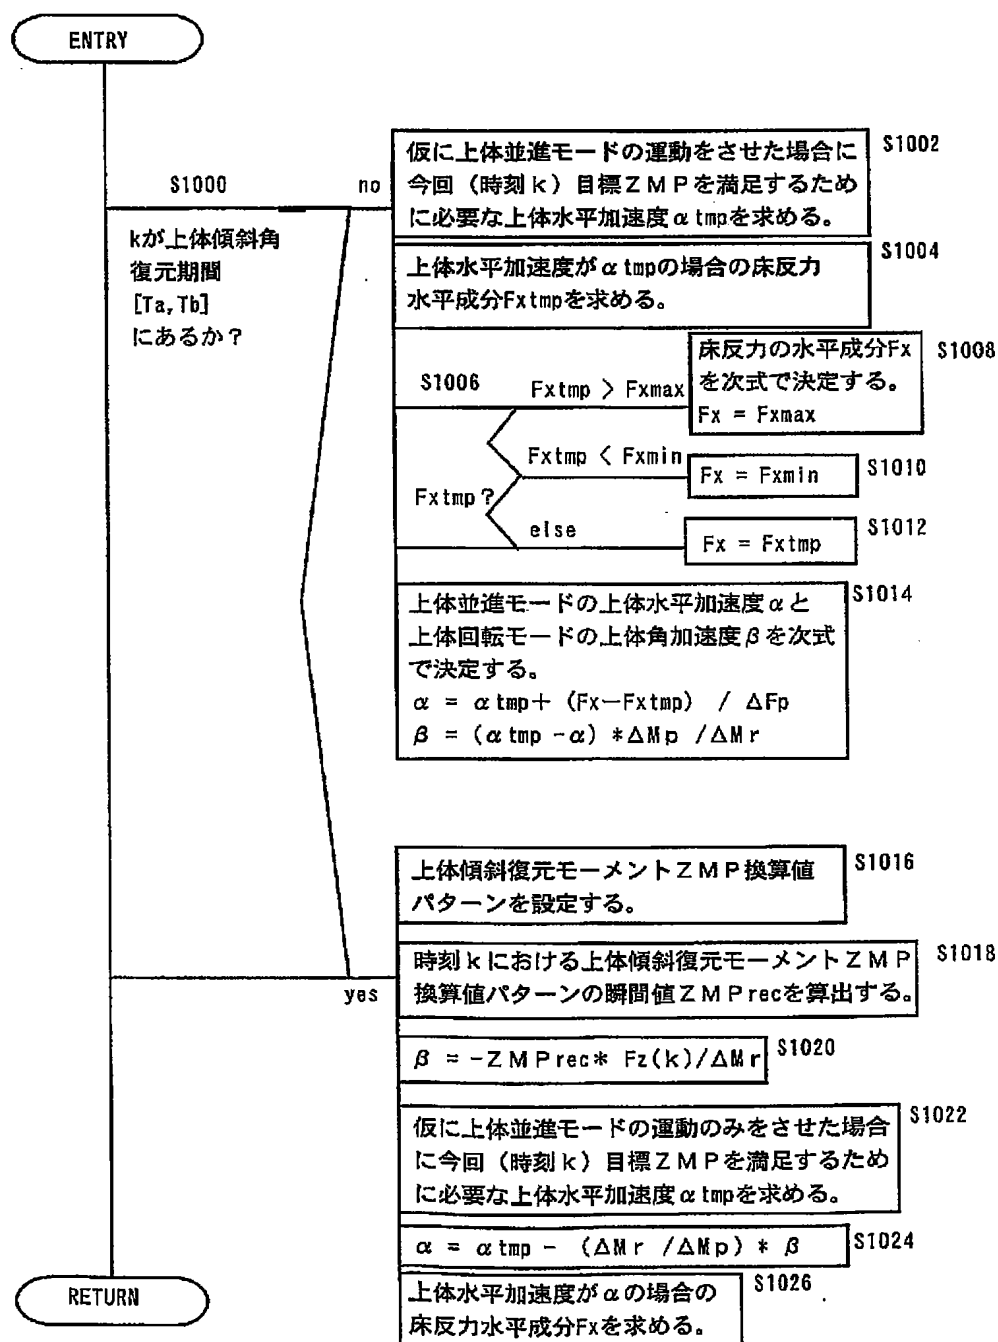 ENTRY
S1000
no
kが上体傾斜角
復元期間
[Ta,Tb]
にあるか?
仮に上体並進モードの運動をさせた場合に
今回(時刻k)目標ZMPを満足するため
に必要な上体水平加速度αtmpを求める。
S1002
上体水平加速度がαtmpの場合の床反力
水平成分Fxtmpを求める。
S1004
S1006
Fxtmp?
Fxtmp > Fxmax
床反力の水平成分Fx
を次式で決定する。
Fx = Fxmax
S1008
Fxtmp < Fxmin
Fx = Fxmin
S1010
else
Fx = Fxtmp
S1012
上体並進モードの上体水平加速度αと
上体回転モードの上体角加速度βを次式
で決定する。
α = αtmp+ (Fx-Fxtmp) / ΔFp
β = (αtmp -α) *ΔMp /ΔMr
S1014
yes
上体傾斜復元モーメントZMP換算値
パターンを設定する。
S1016
時刻kにおける上体傾斜復元モーメントZMP
換算値パターンの瞬間値ZMPrecを算出する。
S1018
β = -ZMPrec* Fz(k)/ΔMr
S1020
仮に上体並進モードの運動のみをさせた場合
に今回(時刻k)目標ZMPを満足するため
に必要な上体水平加速度αtmpを求める。
S1022
α = αtmp - (ΔMr /ΔMp) * β
S1024
上体水平加速度がαの場合の
床反力水平成分Fxを求める。
S1026
RETURN